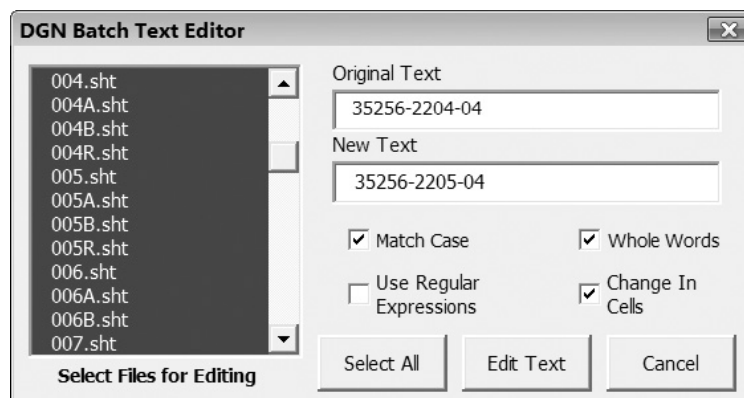 DGN Batch Text Editor
004.sht
004A.sht
004B.sht
004R.sht
005.sht
005A.sht
005B.sht
005R.sht
006.sht
006A.sht
006B.sht
007.sht
Select Files for Editing
Original Text
35256-2204-04
New Text
35256-2205-04
Match Case
Whole Words
Use Regular
Expressions
Change In
Cells
Select All
Edit Text
Cancel